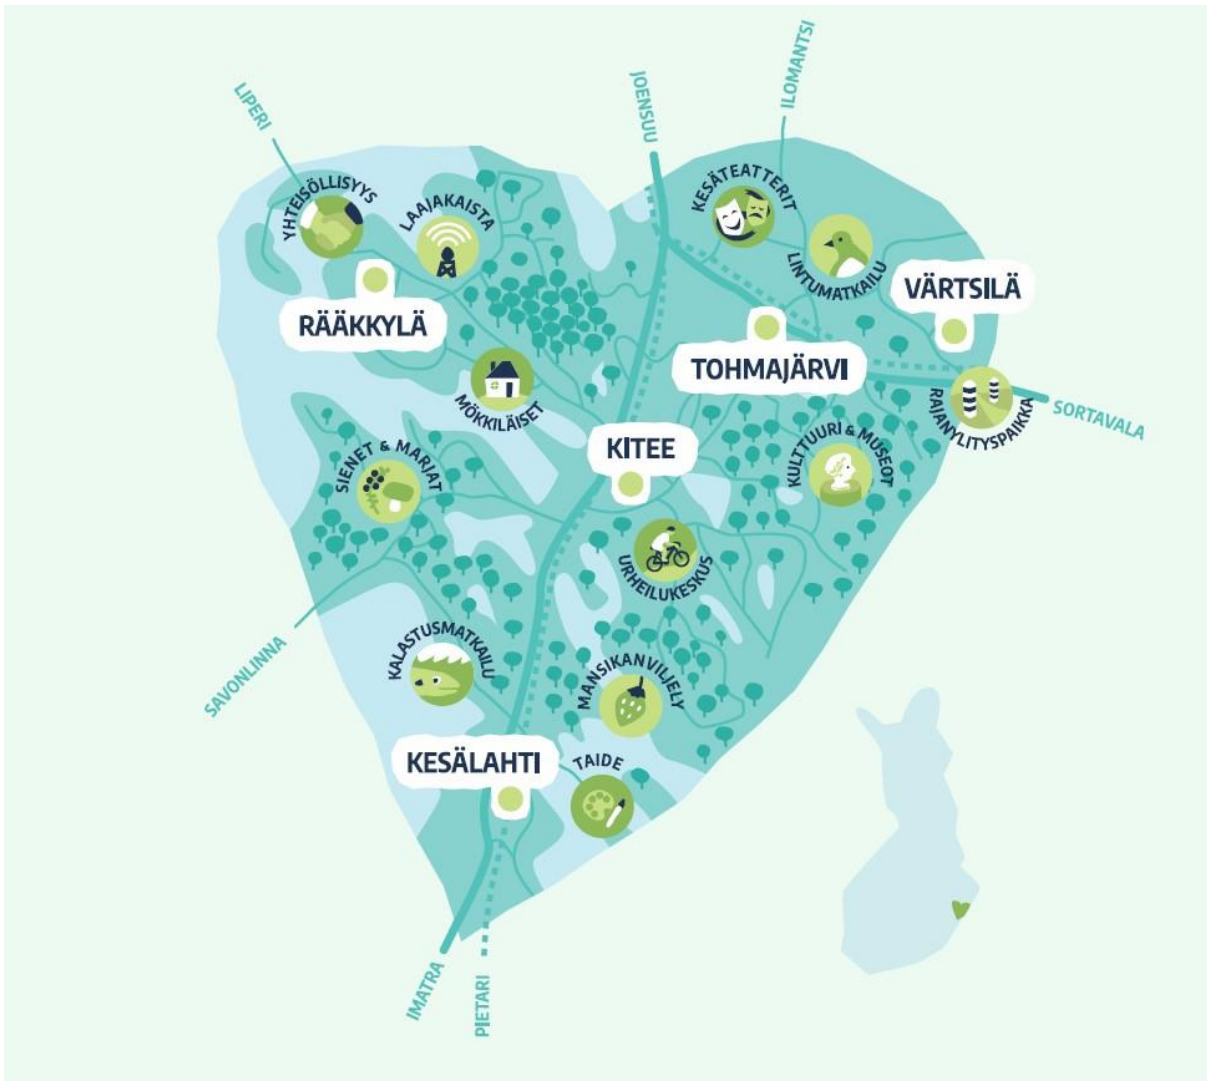 ILOMANTSI
JOENSUU
LIPERI
YHTEISÖLLISYYS
LAAJAKAISTA
KESÄTEATTERIT
LINTUMATKAILU
VÄRTSILÄ
RÄÄKKYLÄ
TOHMAJÄRVI
MÖKKILÄISET
RAJANYLITYSPAIKKA
SORTAVALA
KITEE
SIENET & MARJAT
KULTTUURI & MUSEOT
URHEILUKESKUS
SAVONLINNA
KALASTUSMATKAILU
MANSIKANVILJELY
KESÄLAHTI
TAIDE
IMATRA
PIETARI